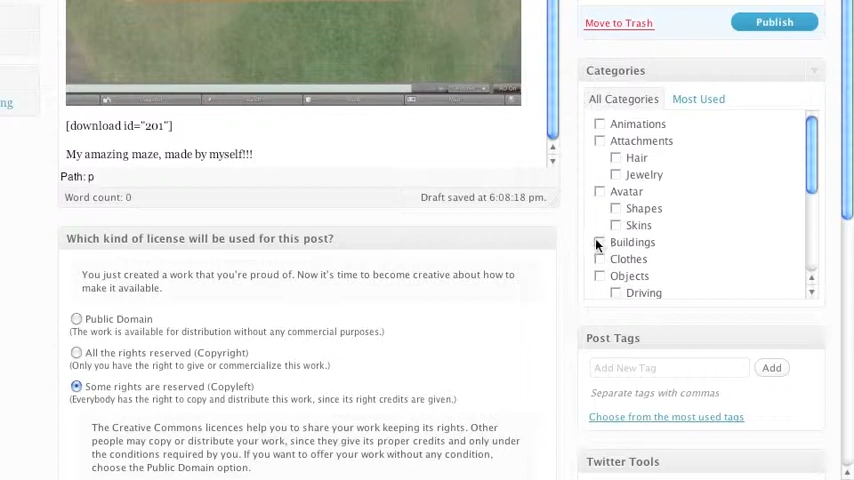 ng
[download id="201"]
My amazing maze, made by myself!!!
Path: p
Word count: 0
Draft saved at 6:08:18 pm.
Which kind of license will be used for this post?
You just created a work that you're proud of. Now it's time to become creative about how to
make it available.
Public Domain
(The work is available for distribution without any commercial purposes.)
All the rights reserved (Copyright)
(Only you have the right to give or commercialize this work.)
Some rights are reserved (Copyleft)
(Everybody has the right to copy and distribute this work, since its right credits are given.)
The Creative Commons licences help you to share your work keeping its rights. Other
people may copy or distribute your work, since they give its proper credits and only under
the conditions required by you. If you want to offer your work without any condition,
choose the Public Domain option.
Move to Trash
Publish
Categories
All Categories
Most Used
Animations
Attachments
Hair
Jewelry
Avatar
Shapes
Skins
Buildings
Clothes
Objects
Driving
Post Tags
Add New Tag
Add
Separate tags with commas
Choose from the most used tags
Twitter Tools